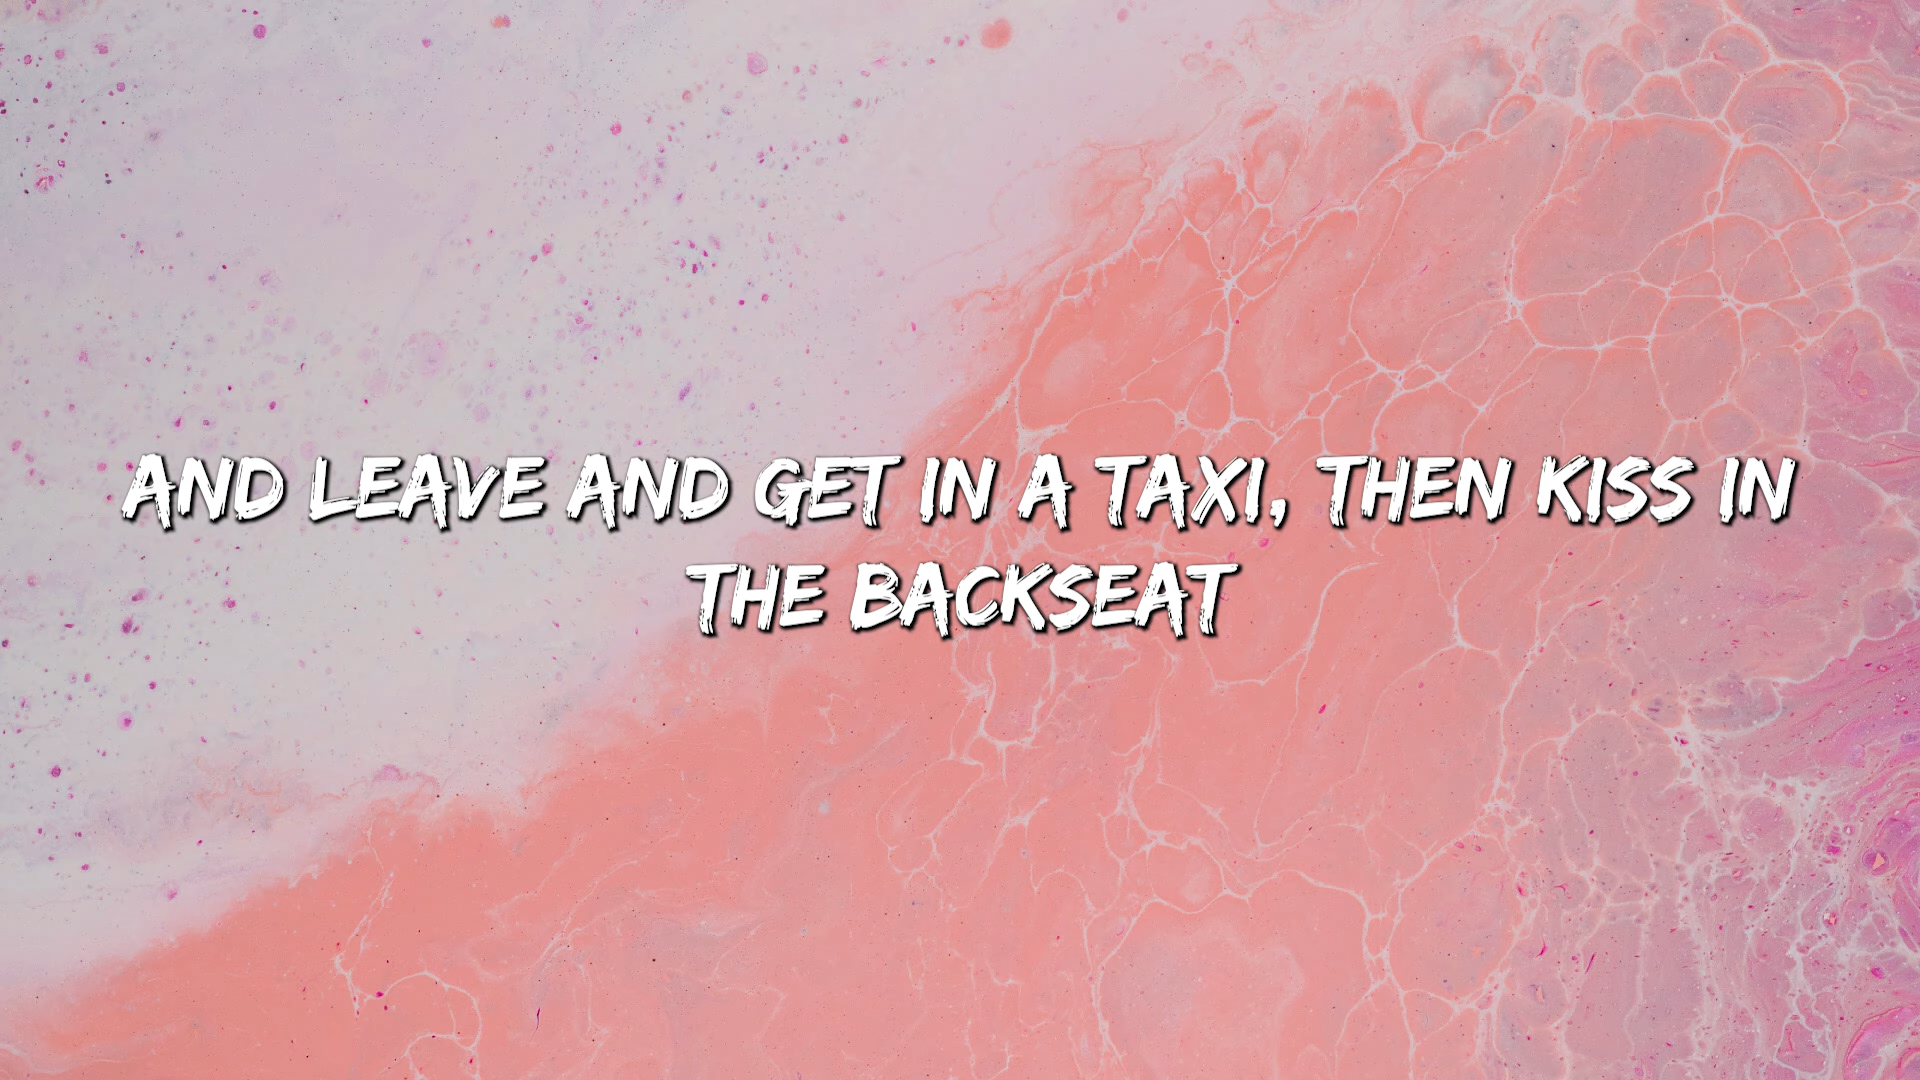 AND LEAVE AND GET IN A TAXI, THEN KISS IN
THE BACKSEAT